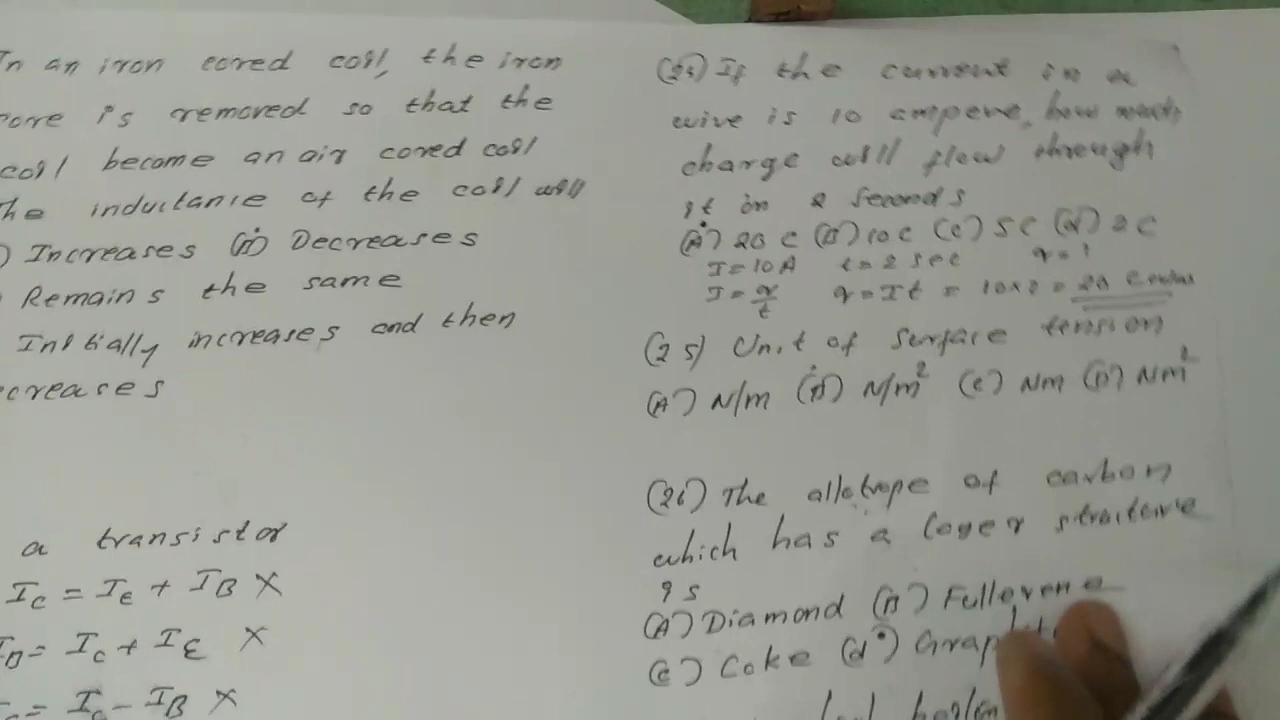 In an iron cored coil, the iron
core is removed so that the
coil become an air cored coil
The inductance of the coil will
) Increases (B) Decreases
Remains the same
Initially increases and then
creases
a transistor
Ic = IE + IB X
IB = Ic + IE X
= Ic - IB X
(24) If the current in a
wire is 10 ampere, how much
charge will flow through
it in 2 seconds
(A) 20 C (B) 10 C (C) 5 C (D) 2 C
I = 10 A t = 2 sec q = ?
I = q/t q = It = 10×2 = 20
(25) Unit of surface tension
(A) N/m (B) N/m² (C) Nm (D) Nm²
(26) The allotrope of carbon
which has a layer structure
is
(A) Diamond (B) Fullerene
(C) Coke (d)